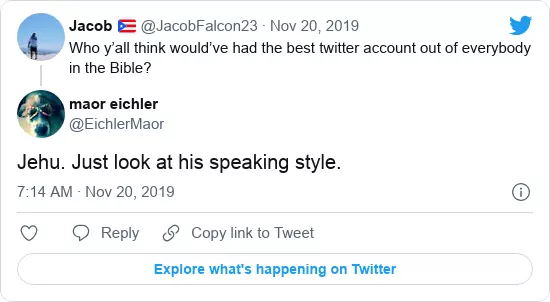 Jacob 🇵🇷 @JacobFalcon23 · Nov 20, 2019
Who y’all think would’ve had the best twitter account out of everybody
in the Bible?
maor eichler
@EichlerMaor
Jehu. Just look at his speaking style.
7:14 AM · Nov 20, 2019
Reply Copy link to Tweet
Explore what's happening on Twitter